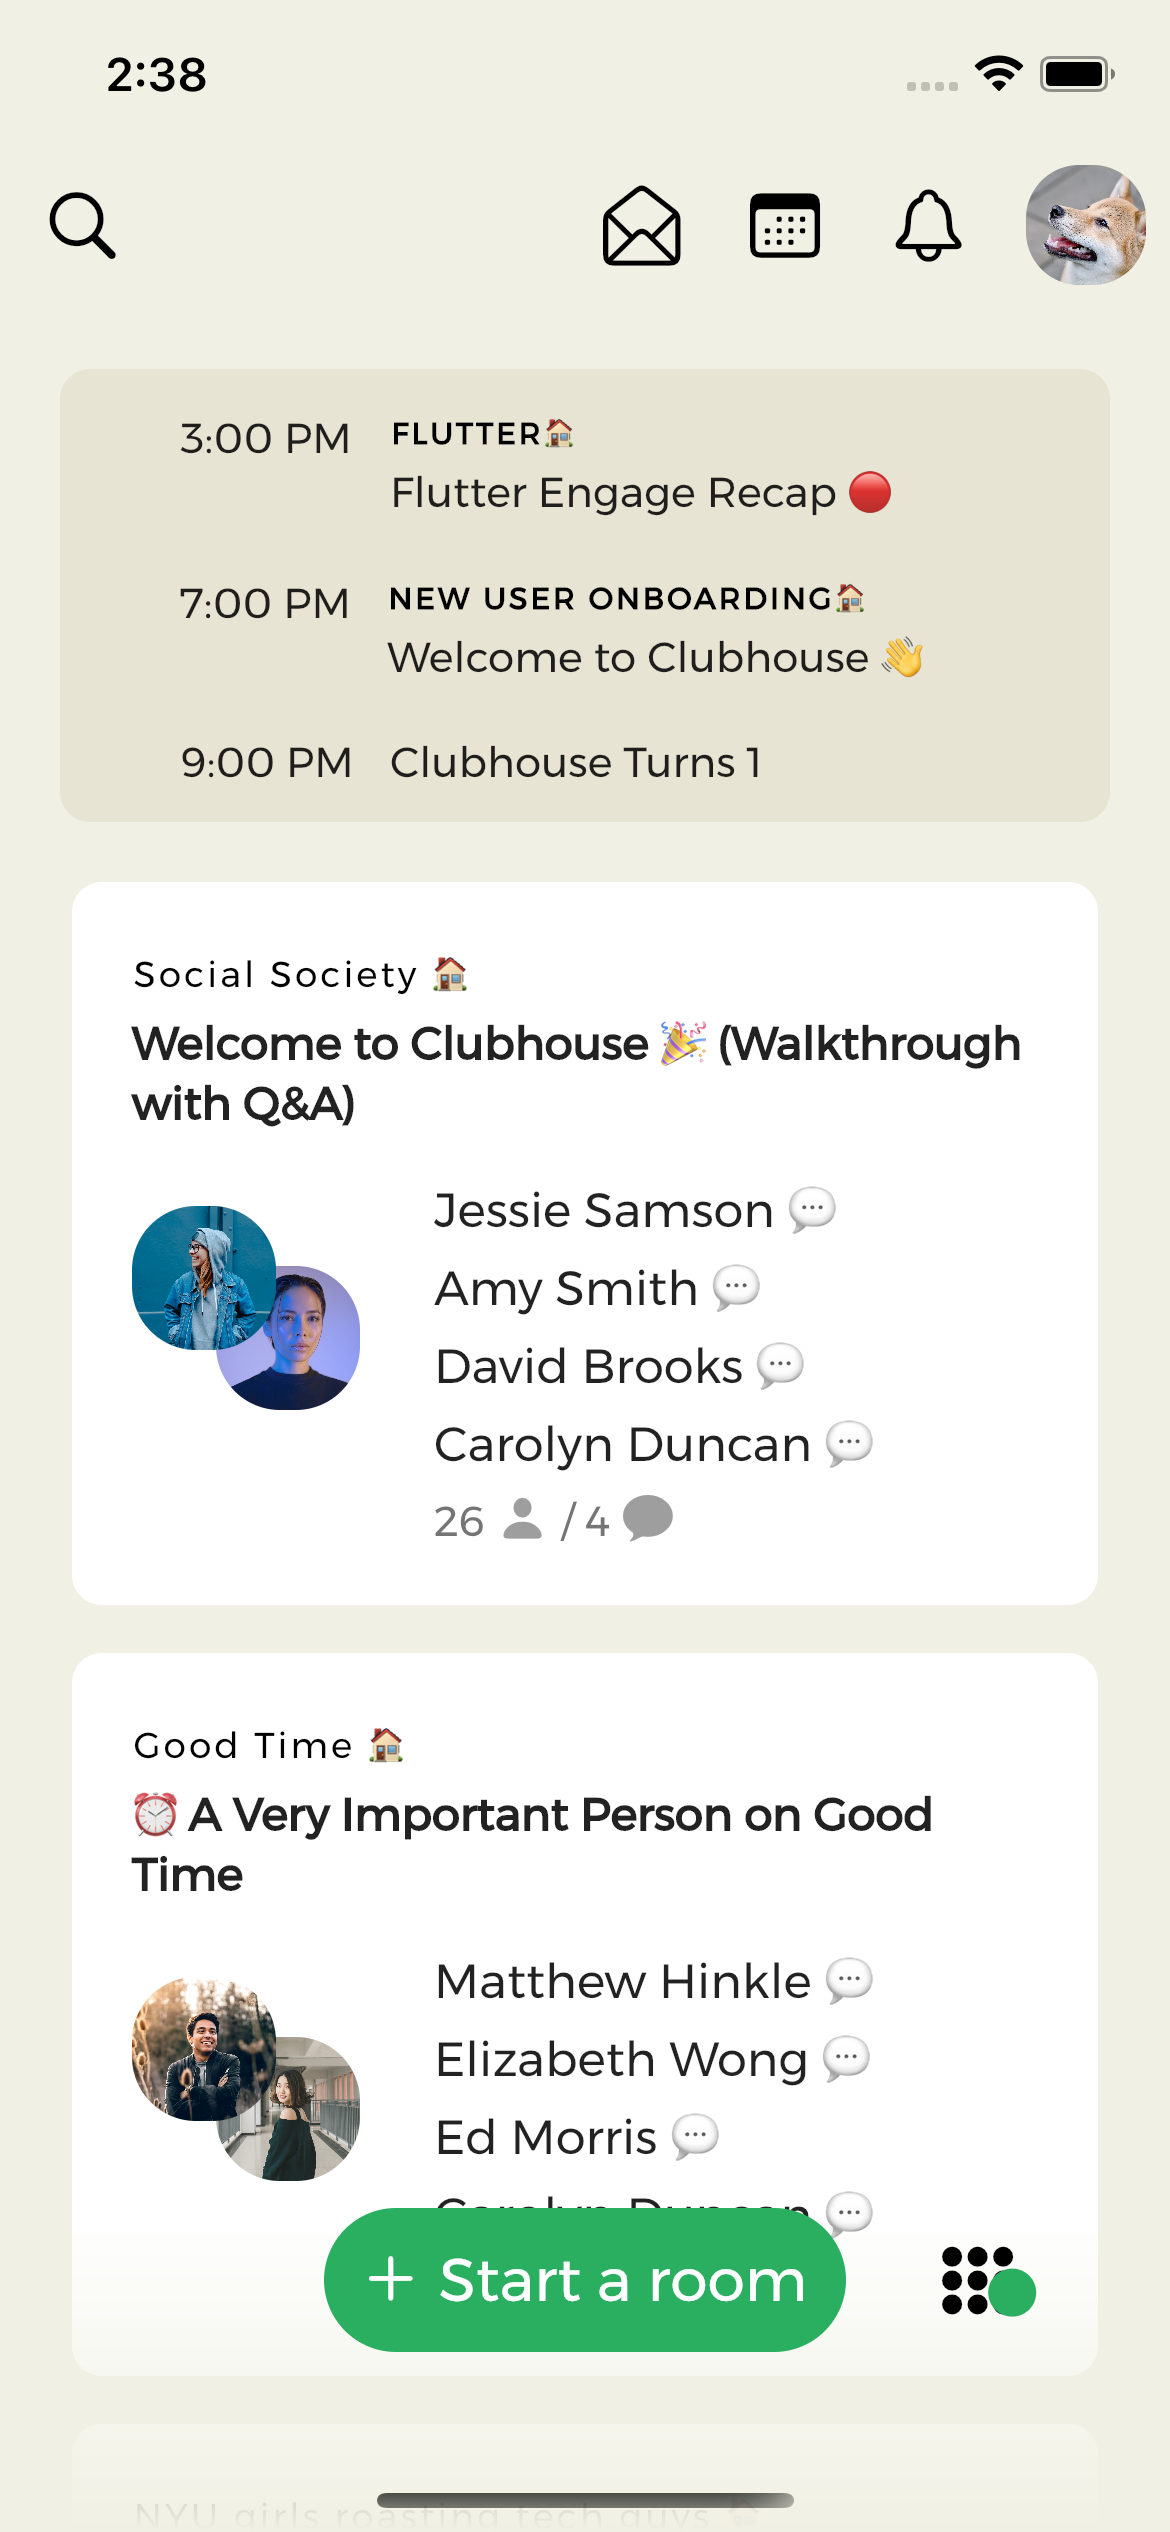 2:38
3:00 PM FLUTTER🏠
Flutter Engage Recap 🔴
7:00 PM NEW USER ONBOARDING🏠
Welcome to Clubhouse 👋
9:00 PM Clubhouse Turns 1
Social Society 🏠
Welcome to Clubhouse 🎉 (Walkthrough
with Q&A)
Jessie Samson 💬
Amy Smith 💬
David Brooks 💬
Carolyn Duncan 💬
26 / 4
Good Time 🏠
⏰ A Very Important Person on Good
Time
Matthew Hinkle 💬
Elizabeth Wong 💬
Ed Morris 💬
Carolyn Duncan 💬
+ Start a room
NYU girls roasting tech guys 🏠